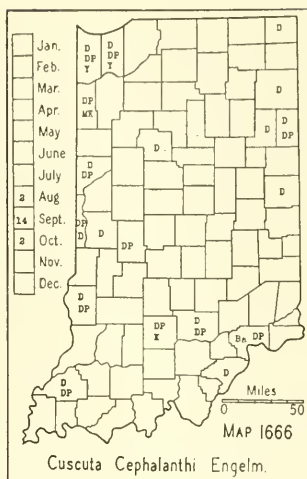 Jan.
Feb.
Mar.
Apr.
May
June
July
2 Aug
14 Sept.
2 Oct.
Nov.
Dec.
D D
DP DP
Y Y
D
DP
MK
D
D
D D
DP
D
DP
D
DP
D
D
DP
D
DP
DP
K
D
DP
Bn DP
D
D
DP
Miles
0 50
MAP 1666
Cuscuta Cephalanthi Engelm.